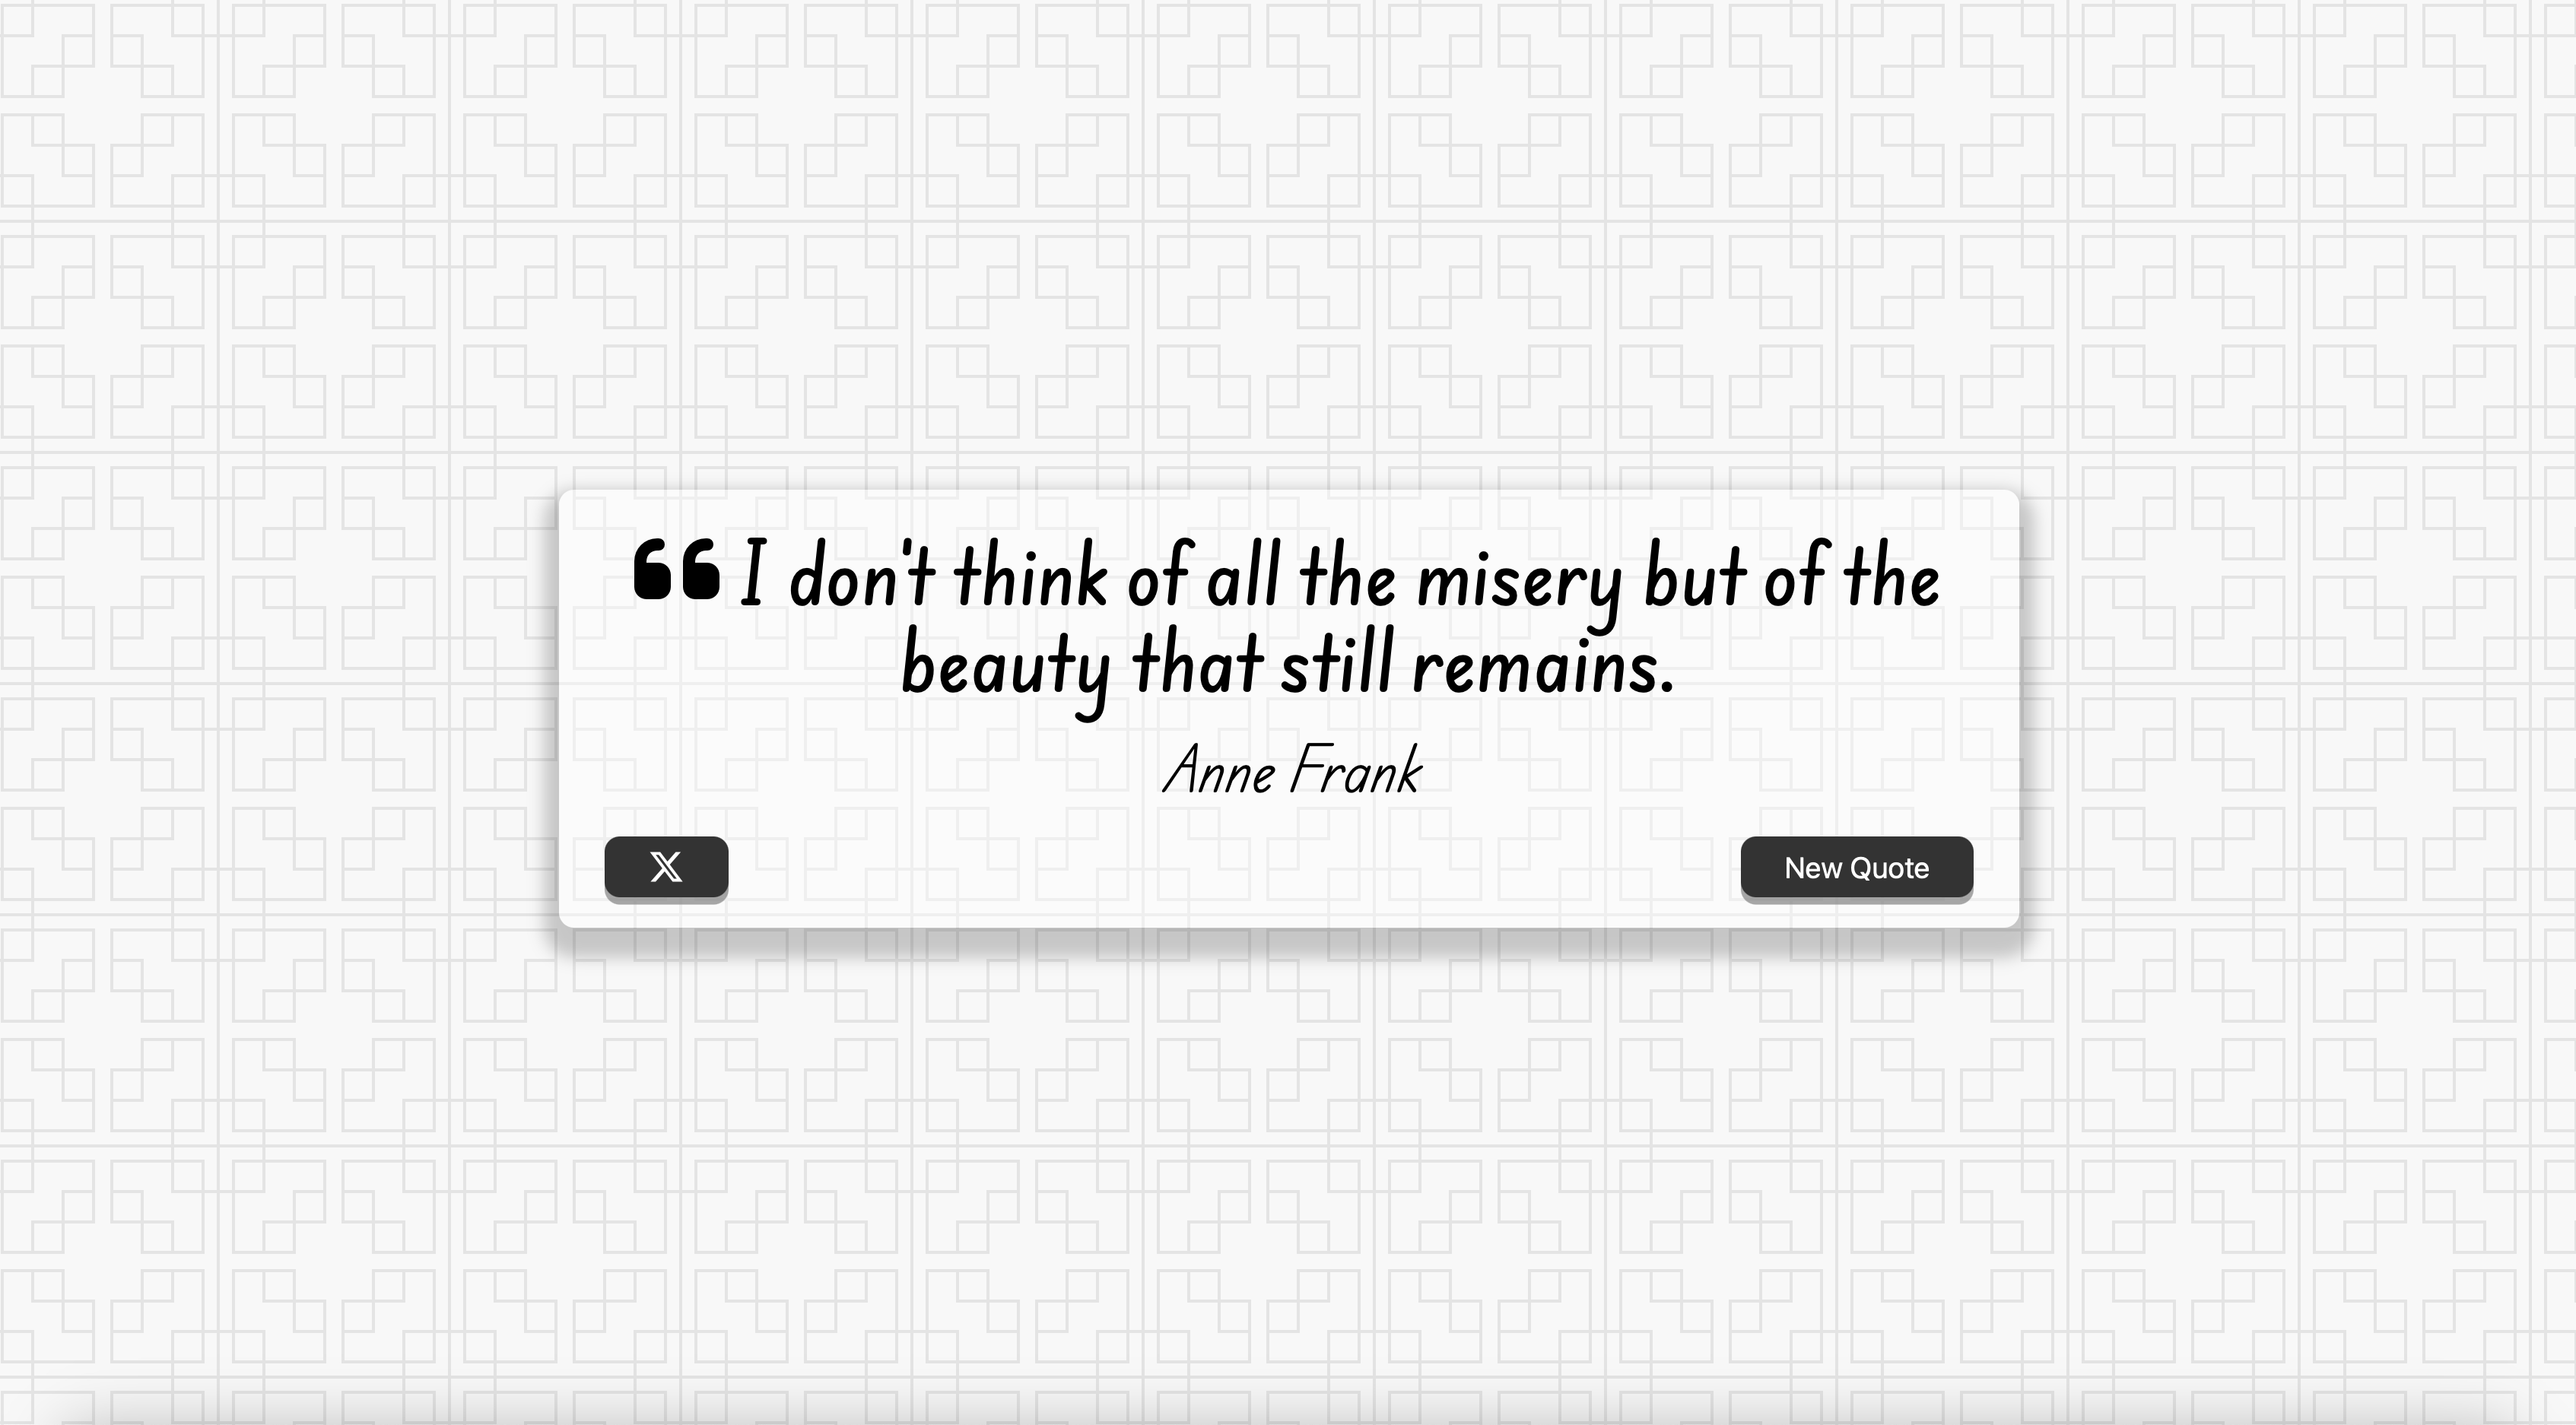 “ I don't think of all the misery but of the
beauty that still remains.
Anne Frank
X
New Quote